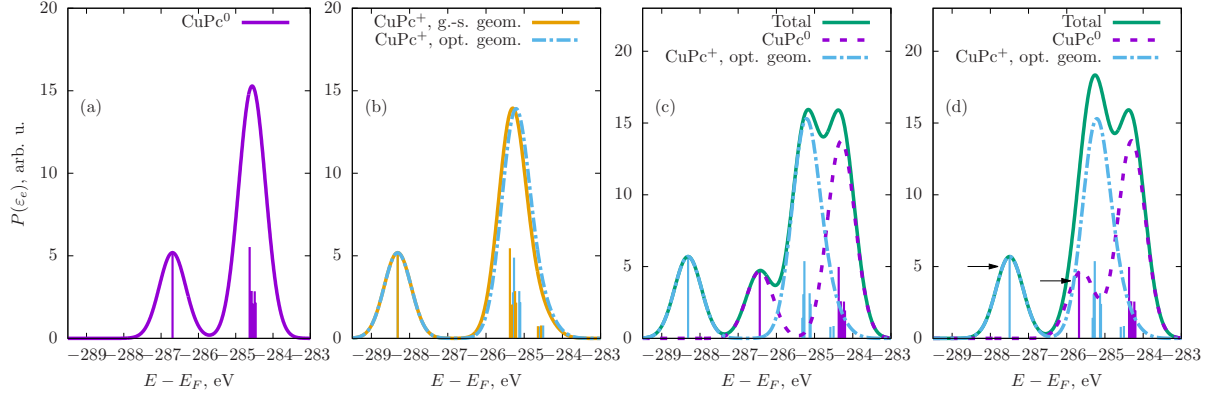 P(ε_e), arb. u.
CuPc⁰
(a)
0
5
10
15
20
−289
−288
−287
−286
−285
−284
−283
E − E_F, eV
CuPc⁺, g.-s. geom.
CuPc⁺, opt. geom.
(b)
0
5
10
15
20
−289
−288
−287
−286
−285
−284
−283
E − E_F, eV
Total
CuPc⁰
CuPc⁺, opt. geom.
(c)
0
5
10
15
20
−289
−288
−287
−286
−285
−284
−283
E − E_F, eV
Total
CuPc⁰
CuPc⁺, opt. geom.
(d)
0
5
10
15
20
−289
−288
−287
−286
−285
−284
−283
E − E_F, eV